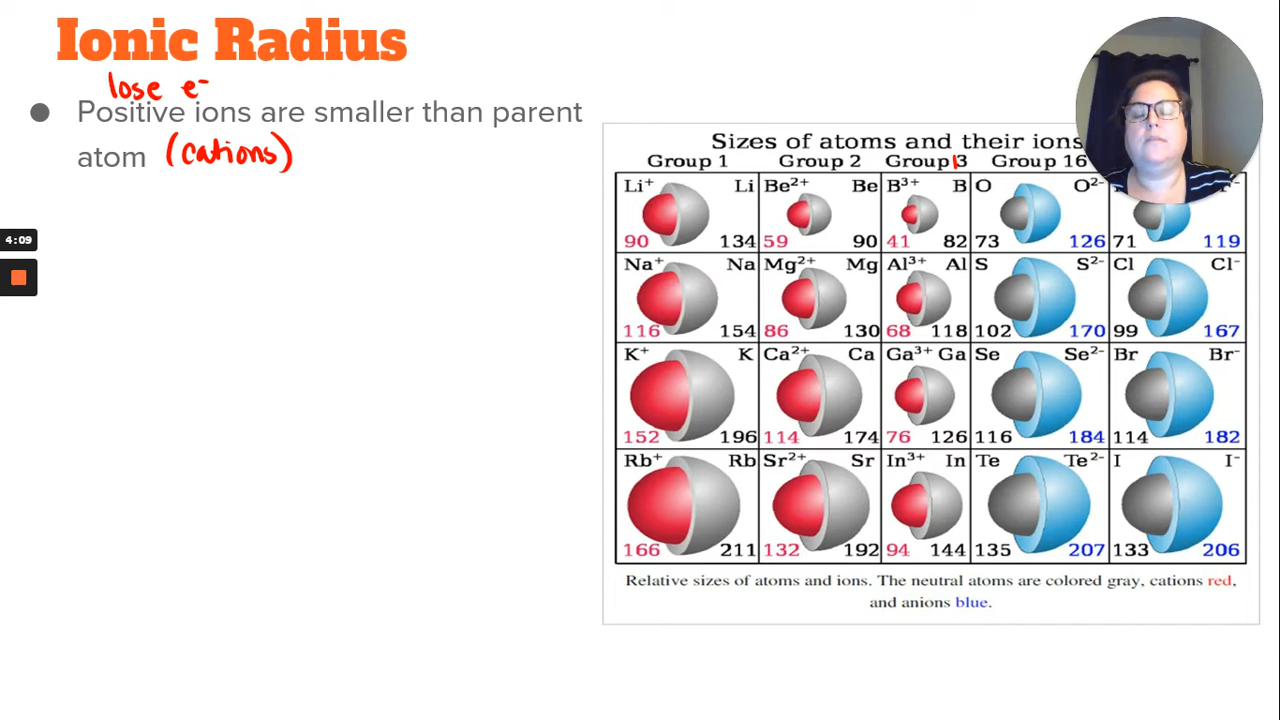 Ionic Radius
lose e⁻
● Positive ions are smaller than parent
atom (cations)
4:09
Sizes of atoms and their ions
Group 1 Group 2 Group 13 Group 16
Li⁺ Li Be²⁺ Be B³⁺ B O O²⁻
90 134 59 90 41 82 73 126 71 119
Na⁺ Na Mg²⁺ Mg Al³⁺ Al S S²⁻ Cl Cl⁻
116 154 86 130 68 118 102 170 99 167
K⁺ K Ca²⁺ Ca Ga³⁺ Ga Se Se²⁻ Br Br⁻
152 196 114 174 76 126 116 184 114 182
Rb⁺ Rb Sr²⁺ Sr In³⁺ In Te Te²⁻ I I⁻
166 211 132 192 94 144 135 207 133 206
Relative sizes of atoms and ions. The neutral atoms are colored gray, cations red,
and anions blue.